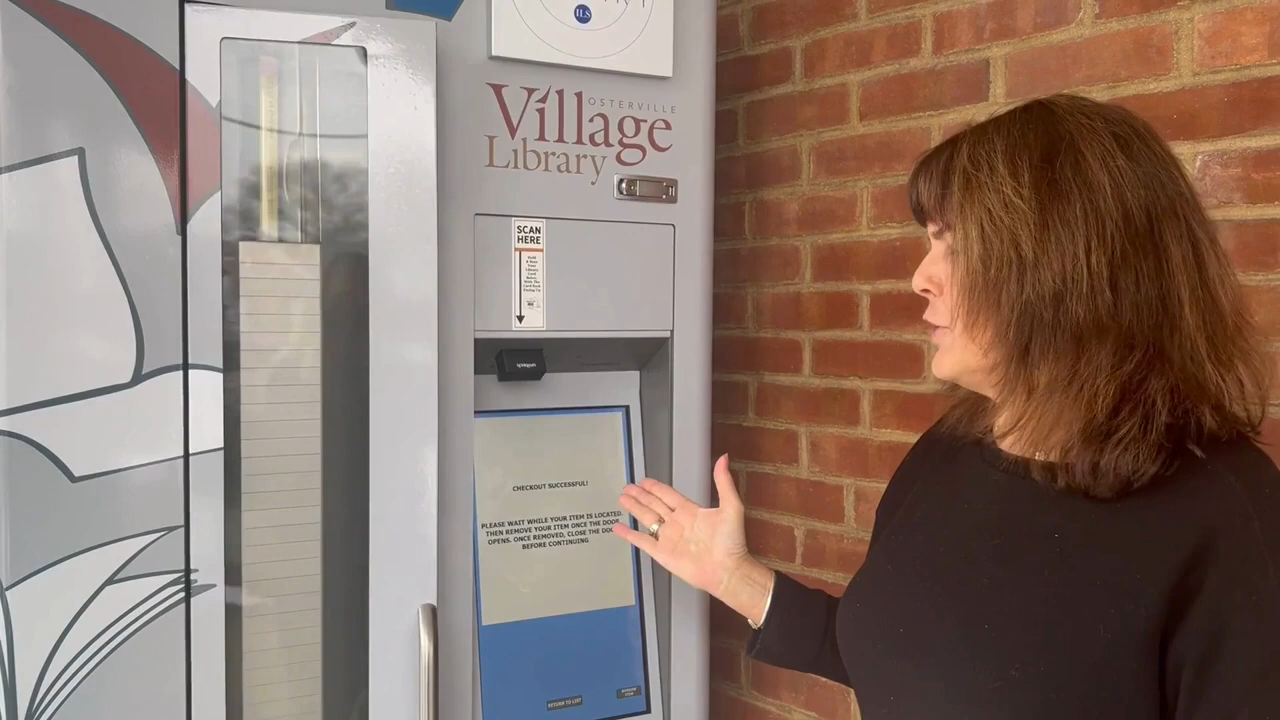 ILS
OSTERVILLE
Village
Library
SCAN
HERE
CHECKOUT SUCCESSFUL!
PLEASE WAIT WHILE YOUR ITEM IS LOCATED.
THEN REMOVE YOUR ITEM ONCE THE DOOR
OPENS. ONCE REMOVED, CLOSE THE DOOR
BEFORE CONTINUING
RETURN TO LIST